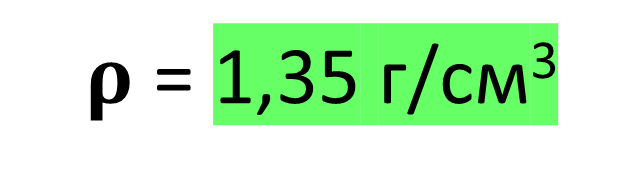 ρ = 1,35 г/см³